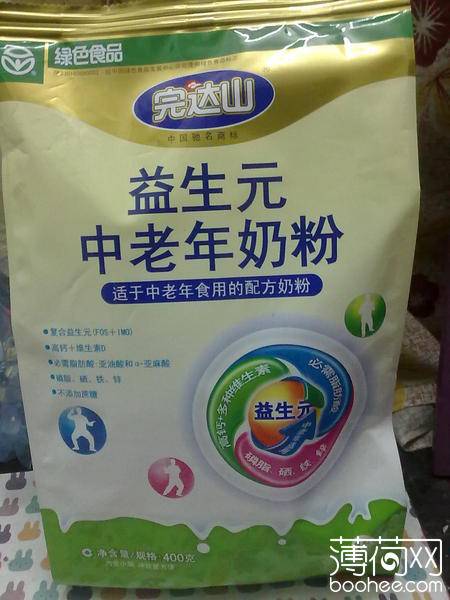 绿色食品
完达山
中国驰名商标
益生元
中老年奶粉
适于中老年食用的配方奶粉
复合益生元(FOS+IMO)
高钙+维生素D
必需脂肪酸:亚油酸和α-亚麻酸
磷脂、硒、铁、锌
不添加蔗糖
高钙+多种维生素
必需脂肪酸
益生元
磷脂、硒、铁、锌
净含量/规格:400克
薄荷网
boohee.com